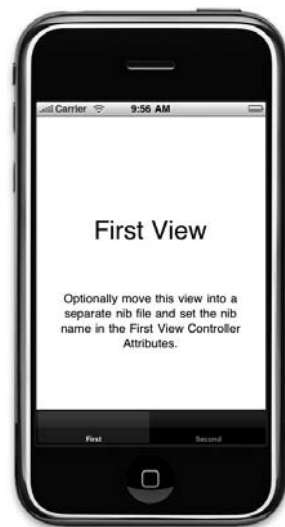 Carrier 9:56 AM
First View
Optionally move this view into a
separate nib file and set the nib
name in the First View Controller
Attributes.
First Second